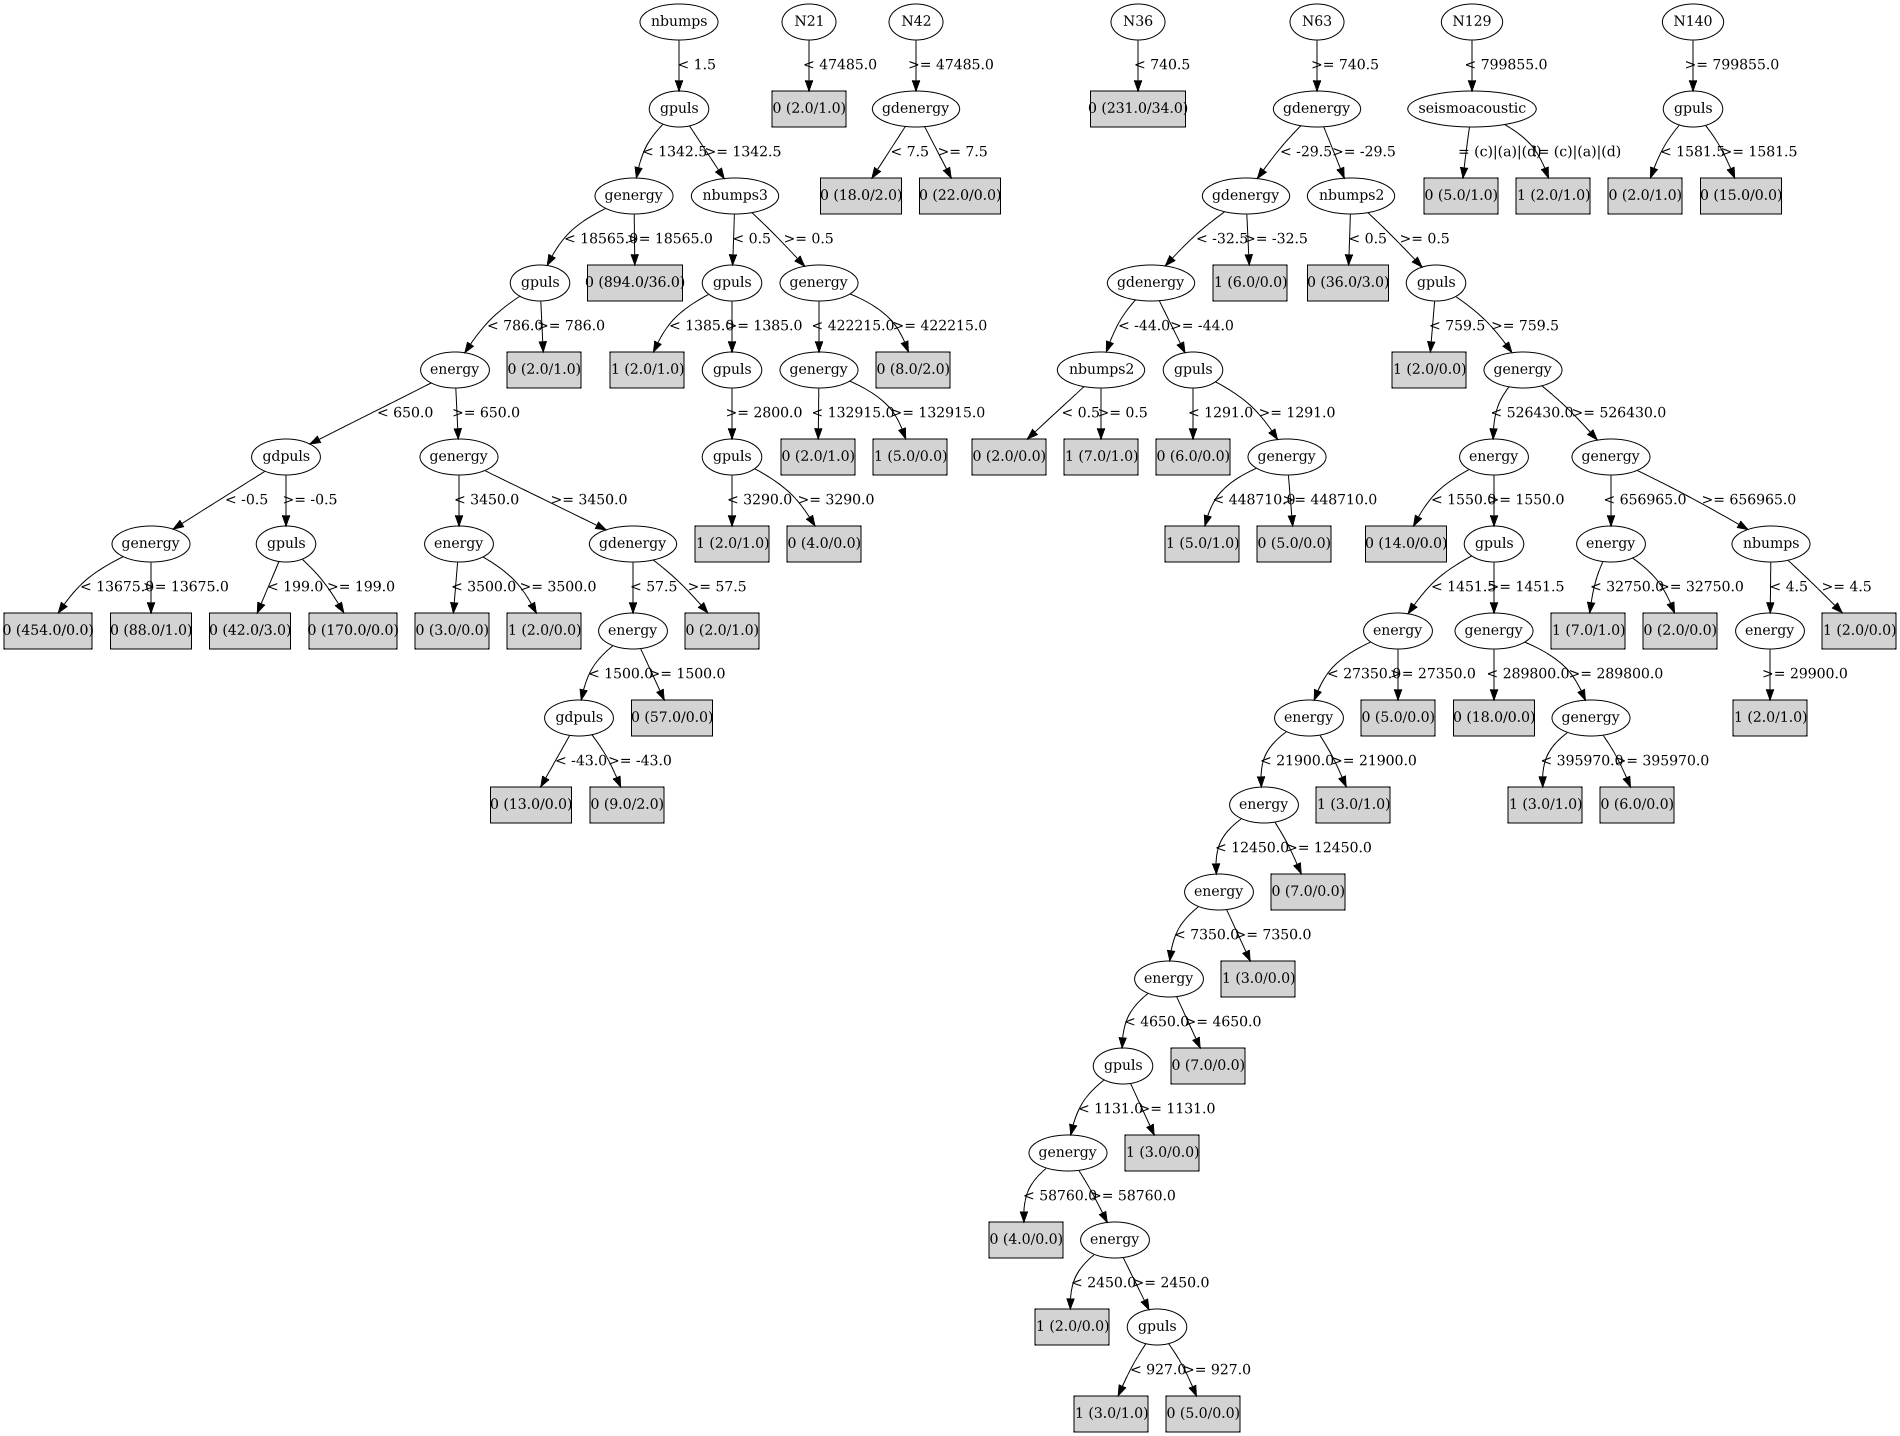 nbumps N21 N42 N36 N63 N129 N140
< 1.5 < 47485.0 >= 47485.0 < 740.5 >= 740.5 < 799855.0 >= 799855.0
gpuls 0 (2.0/1.0) gdenergy 0 (231.0/34.0) gdenergy seismoacoustic gpuls
< 1342.5 >= 1342.5 < 7.5 >= 7.5 < -29.5 >= -29.5 = (c)|(a)|(d) != (c)|(a)|(d) < 1581.5 >= 1581.5
genergy nbumps3 0 (18.0/2.0) 0 (22.0/0.0) gdenergy nbumps2 0 (5.0/1.0) 1 (2.0/1.0) 0 (2.0/1.0) 0 (15.0/0.0)
< 18565.0 >= 18565.0 < 0.5 >= 0.5 < -32.5 >= -32.5 < 0.5 >= 0.5
gpuls 0 (894.0/36.0) gpuls genergy gdenergy 1 (6.0/0.0) 0 (36.0/3.0) gpuls
< 786.0 >= 786.0 < 1385.0 >= 1385.0 < 422215.0 >= 422215.0 < -44.0 >= -44.0 < 759.5 >= 759.5
energy 0 (2.0/1.0) 1 (2.0/1.0) gpuls genergy 0 (8.0/2.0) nbumps2 gpuls 1 (2.0/0.0) genergy
< 650.0 >= 650.0 >= 2800.0 < 132915.0 >= 132915.0 < 0.5 >= 0.5 < 1291.0 >= 1291.0 < 526430.0 >= 526430.0
gdpuls genergy gpuls 0 (2.0/1.0) 1 (5.0/0.0) 0 (2.0/0.0) 1 (7.0/1.0) 0 (6.0/0.0) genergy energy genergy
< -0.5 >= -0.5 < 3450.0 >= 3450.0 < 3290.0 >= 3290.0 < 448710.0 >= 448710.0 < 1550.0 >= 1550.0 < 656965.0 >= 656965.0
genergy gpuls energy gdenergy 1 (2.0/1.0) 0 (4.0/0.0) 1 (5.0/1.0) 0 (5.0/0.0) 0 (14.0/0.0) gpuls energy nbumps
< 13675.0 >= 13675.0 < 199.0 >= 199.0 < 3500.0 >= 3500.0 < 57.5 >= 57.5 < 1451.5 >= 1451.5 < 32750.0 >= 32750.0 < 4.5 >= 4.5
0 (454.0/0.0) 0 (88.0/1.0) 0 (42.0/3.0) 0 (170.0/0.0) 0 (3.0/0.0) 1 (2.0/0.0) energy 0 (2.0/1.0) energy genergy 1 (7.0/1.0) 0 (2.0/0.0) energy 1 (2.0/0.0)
< 1500.0 >= 1500.0 < 27350.0 >= 27350.0 < 289800.0 >= 289800.0 >= 29900.0
gdpuls 0 (57.0/0.0) energy 0 (5.0/0.0) 0 (18.0/0.0) genergy 1 (2.0/1.0)
< -43.0 >= -43.0 < 21900.0 >= 21900.0 < 395970.0 >= 395970.0
0 (13.0/0.0) 0 (9.0/2.0) energy 1 (3.0/1.0) 1 (3.0/1.0) 0 (6.0/0.0)
< 12450.0 >= 12450.0
energy 0 (7.0/0.0)
< 7350.0 >= 7350.0
energy 1 (3.0/0.0)
< 4650.0 >= 4650.0
gpuls 0 (7.0/0.0)
< 1131.0 >= 1131.0
genergy 1 (3.0/0.0)
< 58760.0 >= 58760.0
0 (4.0/0.0) energy
< 2450.0 >= 2450.0
1 (2.0/0.0) gpuls
< 927.0 >= 927.0
1 (3.0/1.0) 0 (5.0/0.0)